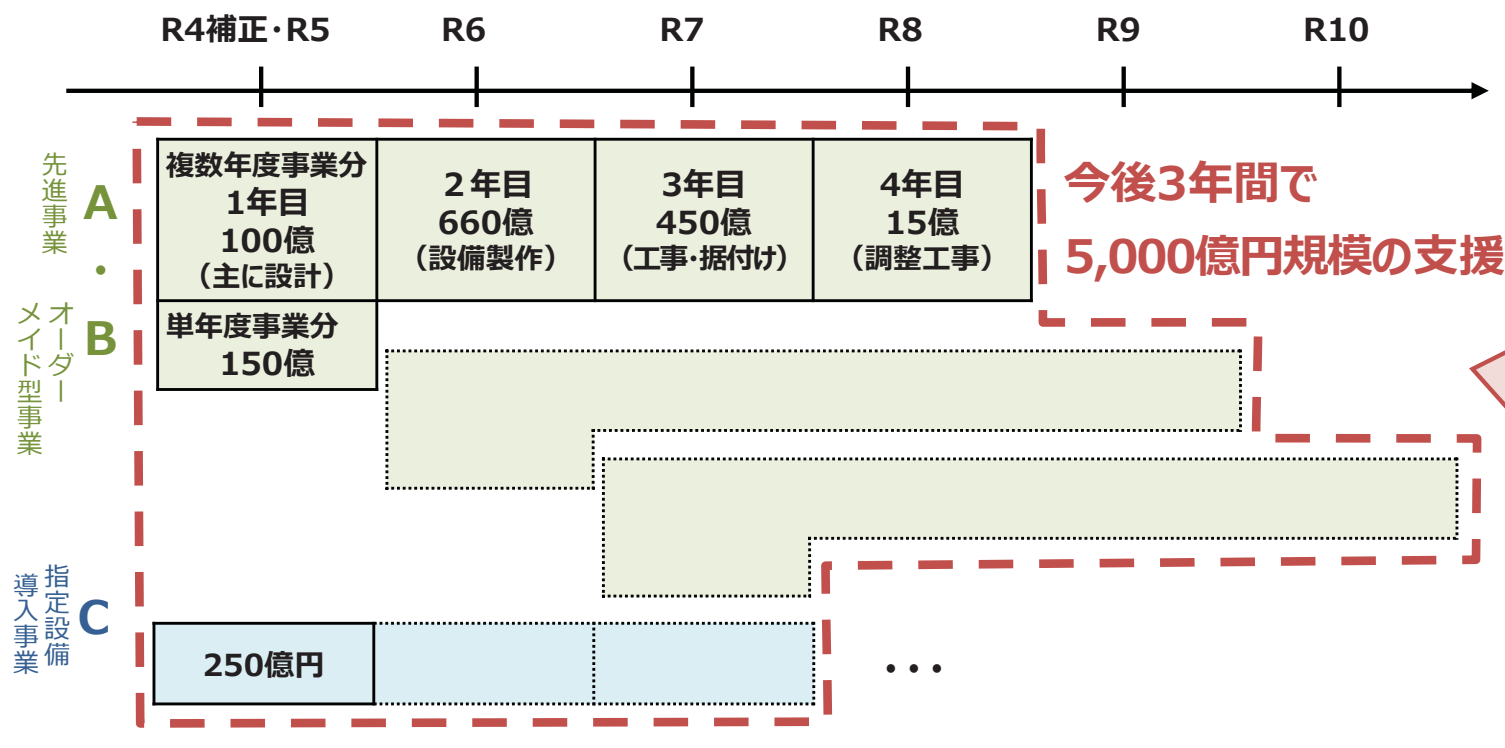 R4補正・R5 R6 R7 R8 R9 R10
先進事業
A
・
B
オーダー
メイド型事業
複数年度事業分
1年目
100億
（主に設計）
２年目
660億
（設備製作）
3年目
450億
（工事・据付け）
4年目
15億
（調整工事）
今後3年間で
5,000億円規模の支援
単年度事業分
150億
指定設備
導入事業
C
250億円
・・・